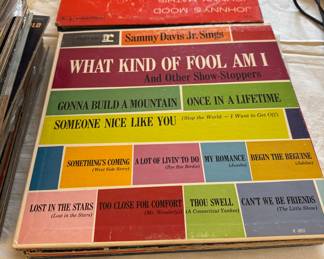 JOHNNY'S MOOD
JOHNNY MATHIS
Sammy Davis Jr. Sings
WHAT KIND OF FOOL AM I
And Other Show-Stoppers
GONNA BUILD A MOUNTAIN
ONCE IN A LIFETIME
SOMEONE NICE LIKE YOU (Stop the World — I Want to Get Off)
SOMETHING'S COMING
(West Side Story)
A LOT OF LIVIN' TO DO
(Bye Bye Birdie)
MY ROMANCE
(Jumbo)
BEGIN THE BEGUINE
(Jubilee)
LOST IN THE STARS
(Lost in the Stars)
TOO CLOSE FOR COMFORT
(Mr. Wonderful)
THOU SWELL
(A Connecticut Yankee)
CAN'T WE BE FRIENDS
(The Little Show)